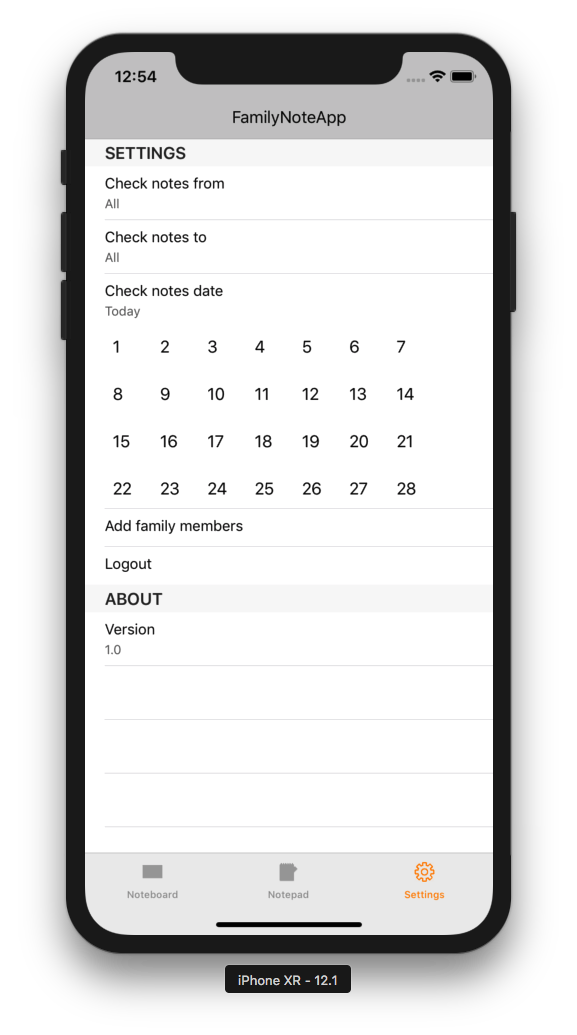 12:54
FamilyNoteApp
SETTINGS
Check notes from
All
Check notes to
All
Check notes date
Today
1 2 3 4 5 6 7
8 9 10 11 12 13 14
15 16 17 18 19 20 21
22 23 24 25 26 27 28
Add family members
Logout
ABOUT
Version
1.0
Noteboard Notepad Settings
iPhone XR - 12.1